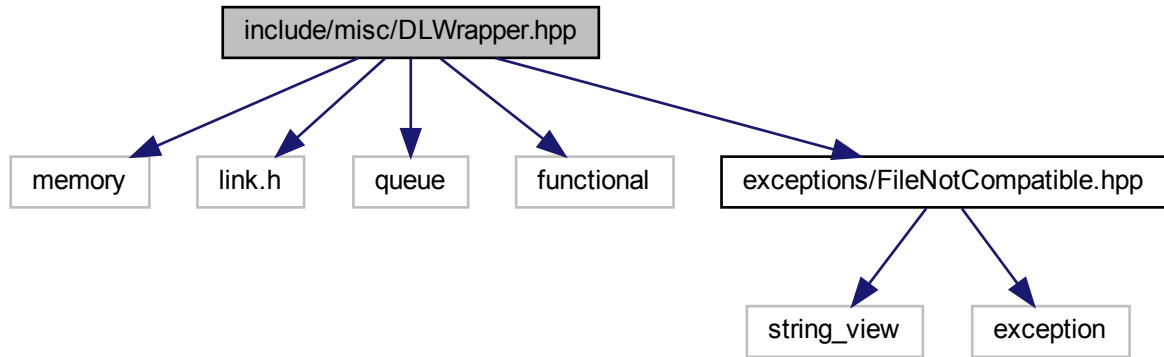 include/misc/DLWrapper.hpp
memory
link.h
queue
functional
exceptions/FileNotCompatible.hpp
string_view
exception